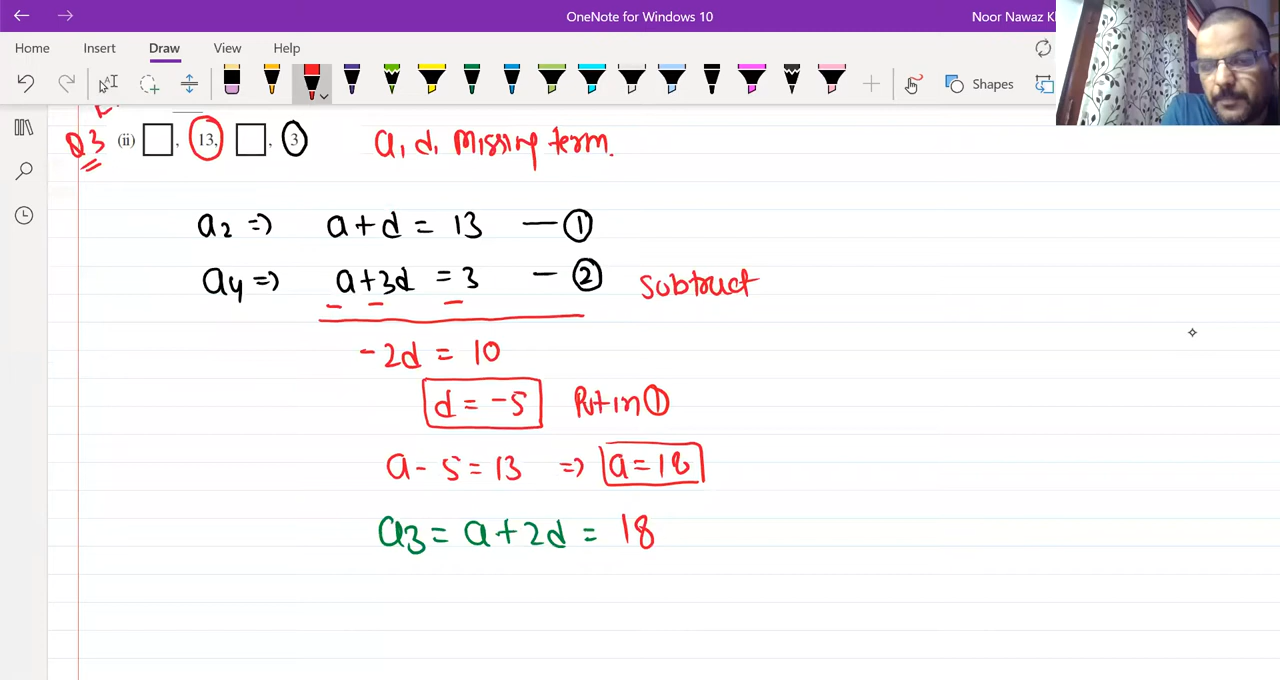 OneNote for Windows 10
Noor Nawaz Kh
Home Insert Draw View Help
Shapes
Q3 (ii) □, 13, □, 3 a, d, Missing term.
a2 => a+d = 13 — ①
a4 => a+3d = 3 — ② Subtract
- - -
-2d = 10
d = -5 Put in ①
a - 5 = 13 => a = 18
a3 = a+2d = 18